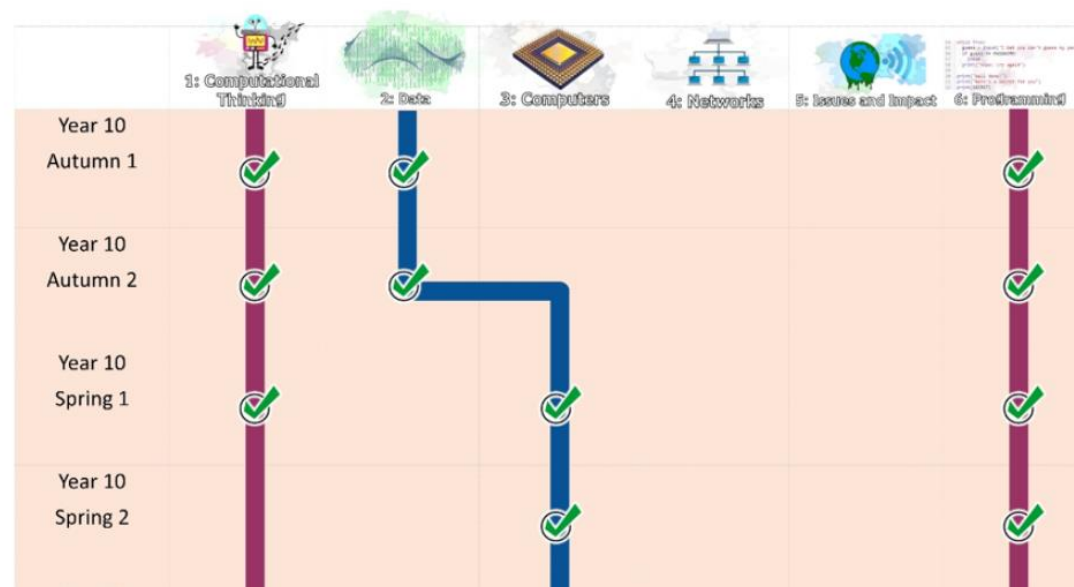 1: Computational
Thinking
2: Data
3: Computers
4: Networks
5: Issues and Impact
6: Programming
Year 10
Autumn 1
Year 10
Autumn 2
Year 10
Spring 1
Year 10
Spring 2